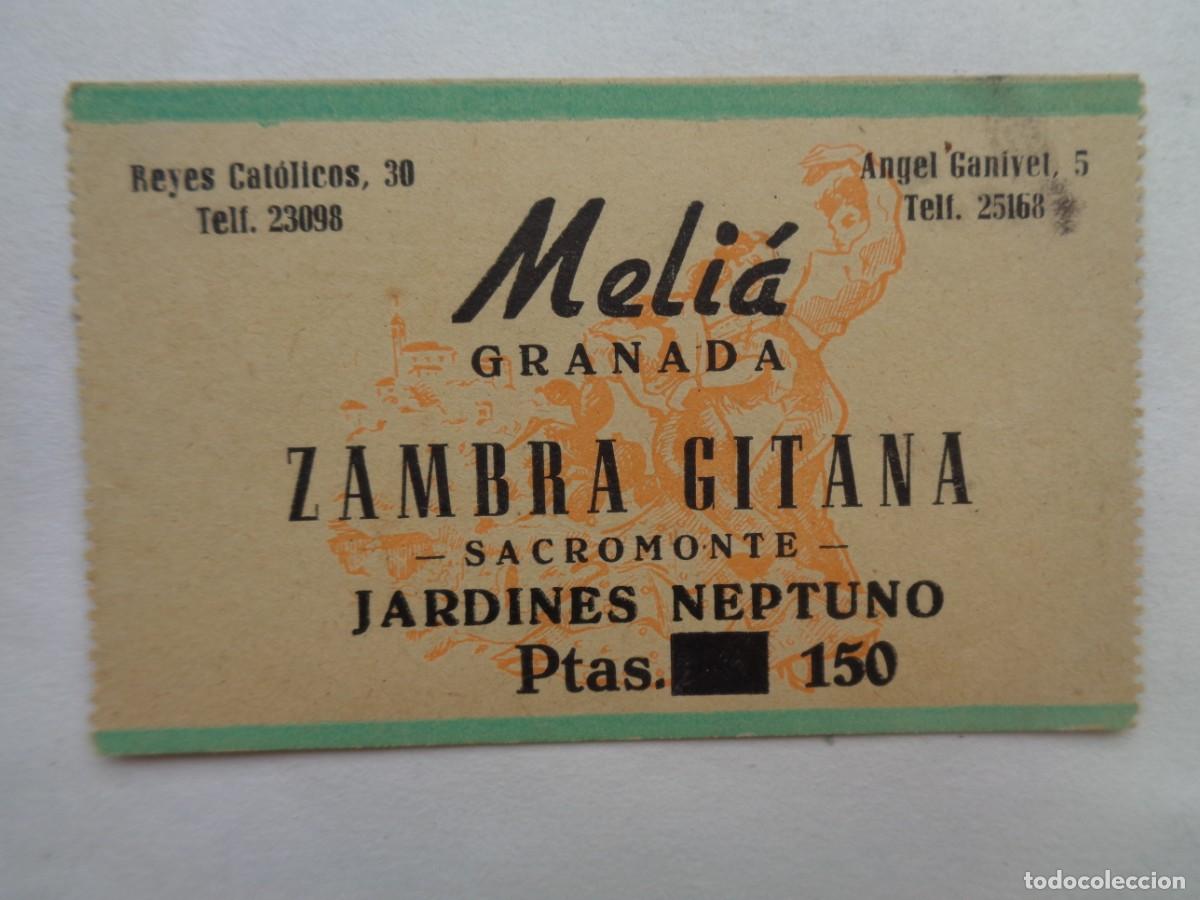 Reyes Católicos, 30
Telf. 23098
Angel Ganivet, 5
Telf. 25168
Meliá
GRANADA
ZAMBRA GITANA
— SACROMONTE —
JARDINES NEPTUNO
Ptas. 150
todocoleccion